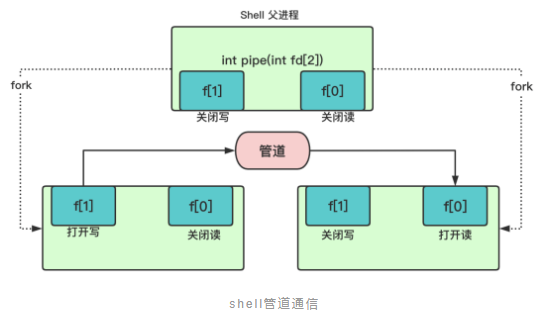 Shell 父进程
int pipe(int fd[2])
fork
f[1]
f[0]
fork
关闭写
关闭读
管道
f[1]
f[0]
f[1]
f[0]
打开写
关闭读
关闭写
打开读
shell管道通信